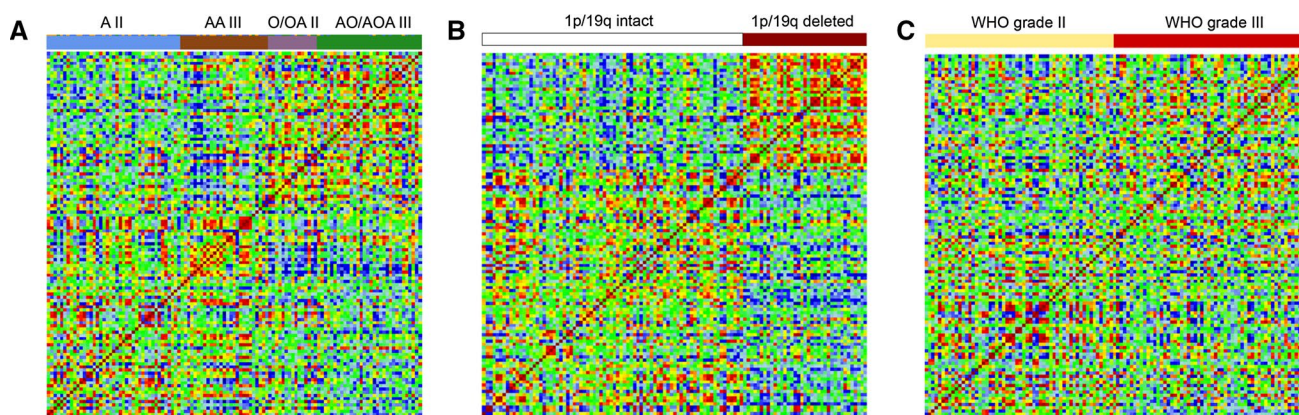 A
A II AA III O/OA II AO/AOA III
B
1p/19q intact 1p/19q deleted
C
WHO grade II WHO grade III